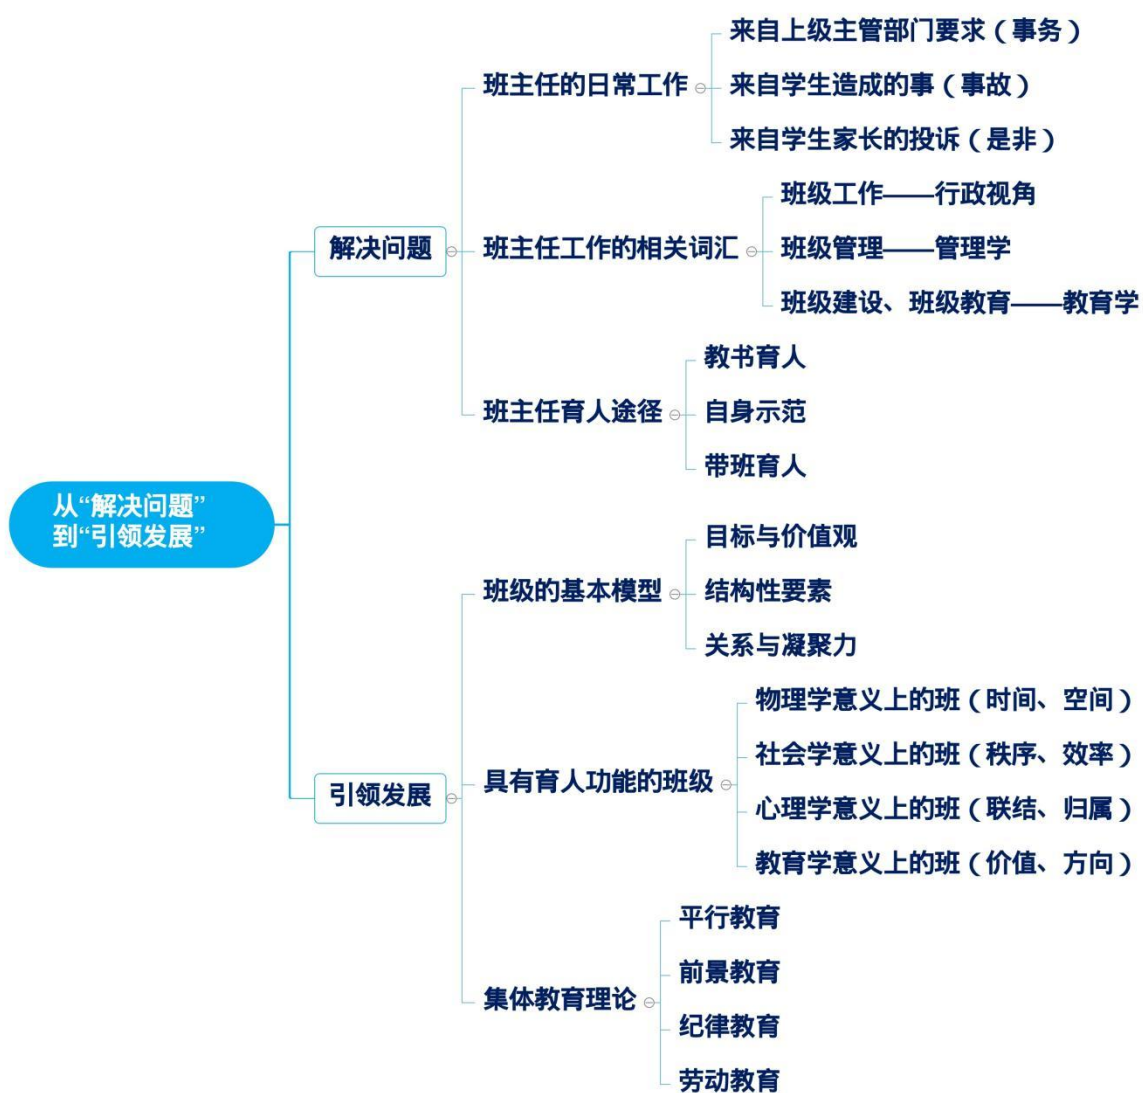 从“解决问题”
到“引领发展”
解决问题
班主任的日常工作
来自上级主管部门要求（事务）
来自学生造成的事（事故）
来自学生家长的投诉（是非）
班主任工作的相关词汇
班级工作——行政视角
班级管理——管理学
班级建设、班级教育——教育学
班主任育人途径
教书育人
自身示范
带班育人
引领发展
班级的基本模型
目标与价值观
结构性要素
关系与凝聚力
具有育人功能的班级
物理学意义上的班（时间、空间）
社会学意义上的班（秩序、效率）
心理学意义上的班（联结、归属）
教育学意义上的班（价值、方向）
集体教育理论
平行教育
前景教育
纪律教育
劳动教育